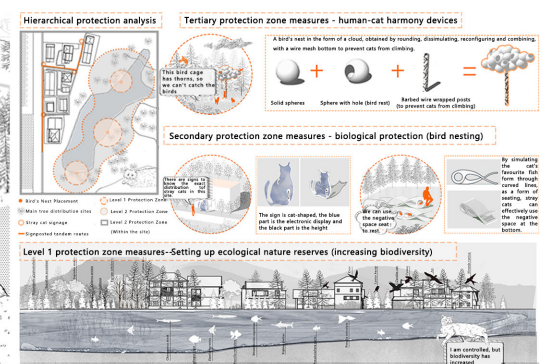 Hierarchical protection analysis
Tertiary protection zone measures - human-cat harmony devices
A bird's nest in the form of a cloud, obtained by rounding, dissimulating, reconfiguring and combining,
with a wire mesh bottom to prevent cats from climbing.
This bird cage
has thorns, so
we can't catch the
birds
Solid spheres
Sphere with hole (bird rest)
Barbed wire wrapped posts
(to prevent cats from climbing)
Secondary protection zone measures - biological protection (bird nesting)
There are signs to
know the exact
distribution of
stray cats in this
site.
The sign is cat-shaped, the blue
part is the electronic display and
the black part is the height
We can use
the negative
space seat
to rest.
By simulating
the cat's
favourite fish
form through
curved lines,
as a form of
seating, stray
cats can
effectively use
the negative
space at the
bottom.
Bird's Nest Placement
Main tree distribution sites
Stray cat signage
Signposted tandem routes
Level 1 Protection Zone
Level 2 Protection Zone
Level 2 Protection Zone
(Within the site)
Level 1 protection zone measures--Setting up ecological nature reserves (increasing biodiversity)
I am controlled, but
biodiversity has
increased